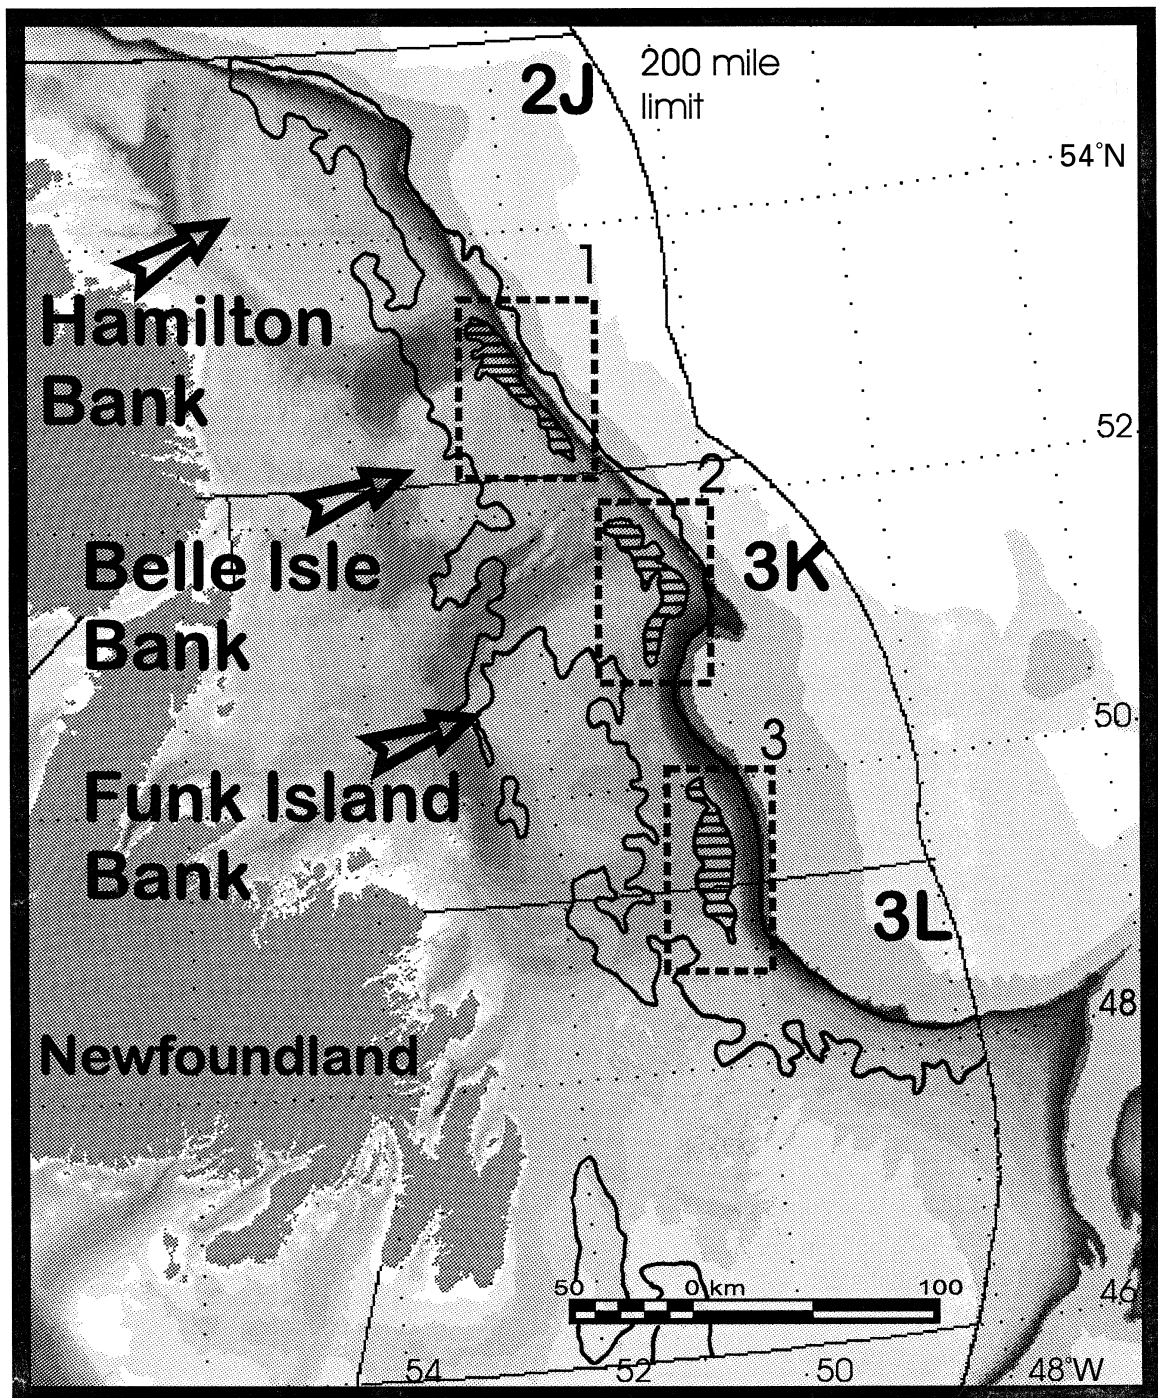 2J
200 mile
limit
54°N
1
Hamilton
Bank
52
2
3K
Belle Isle
Bank
50
3
Funk Island
Bank
3L
48
Newfoundland
50 0 km 100
46
54 52 50 48°W